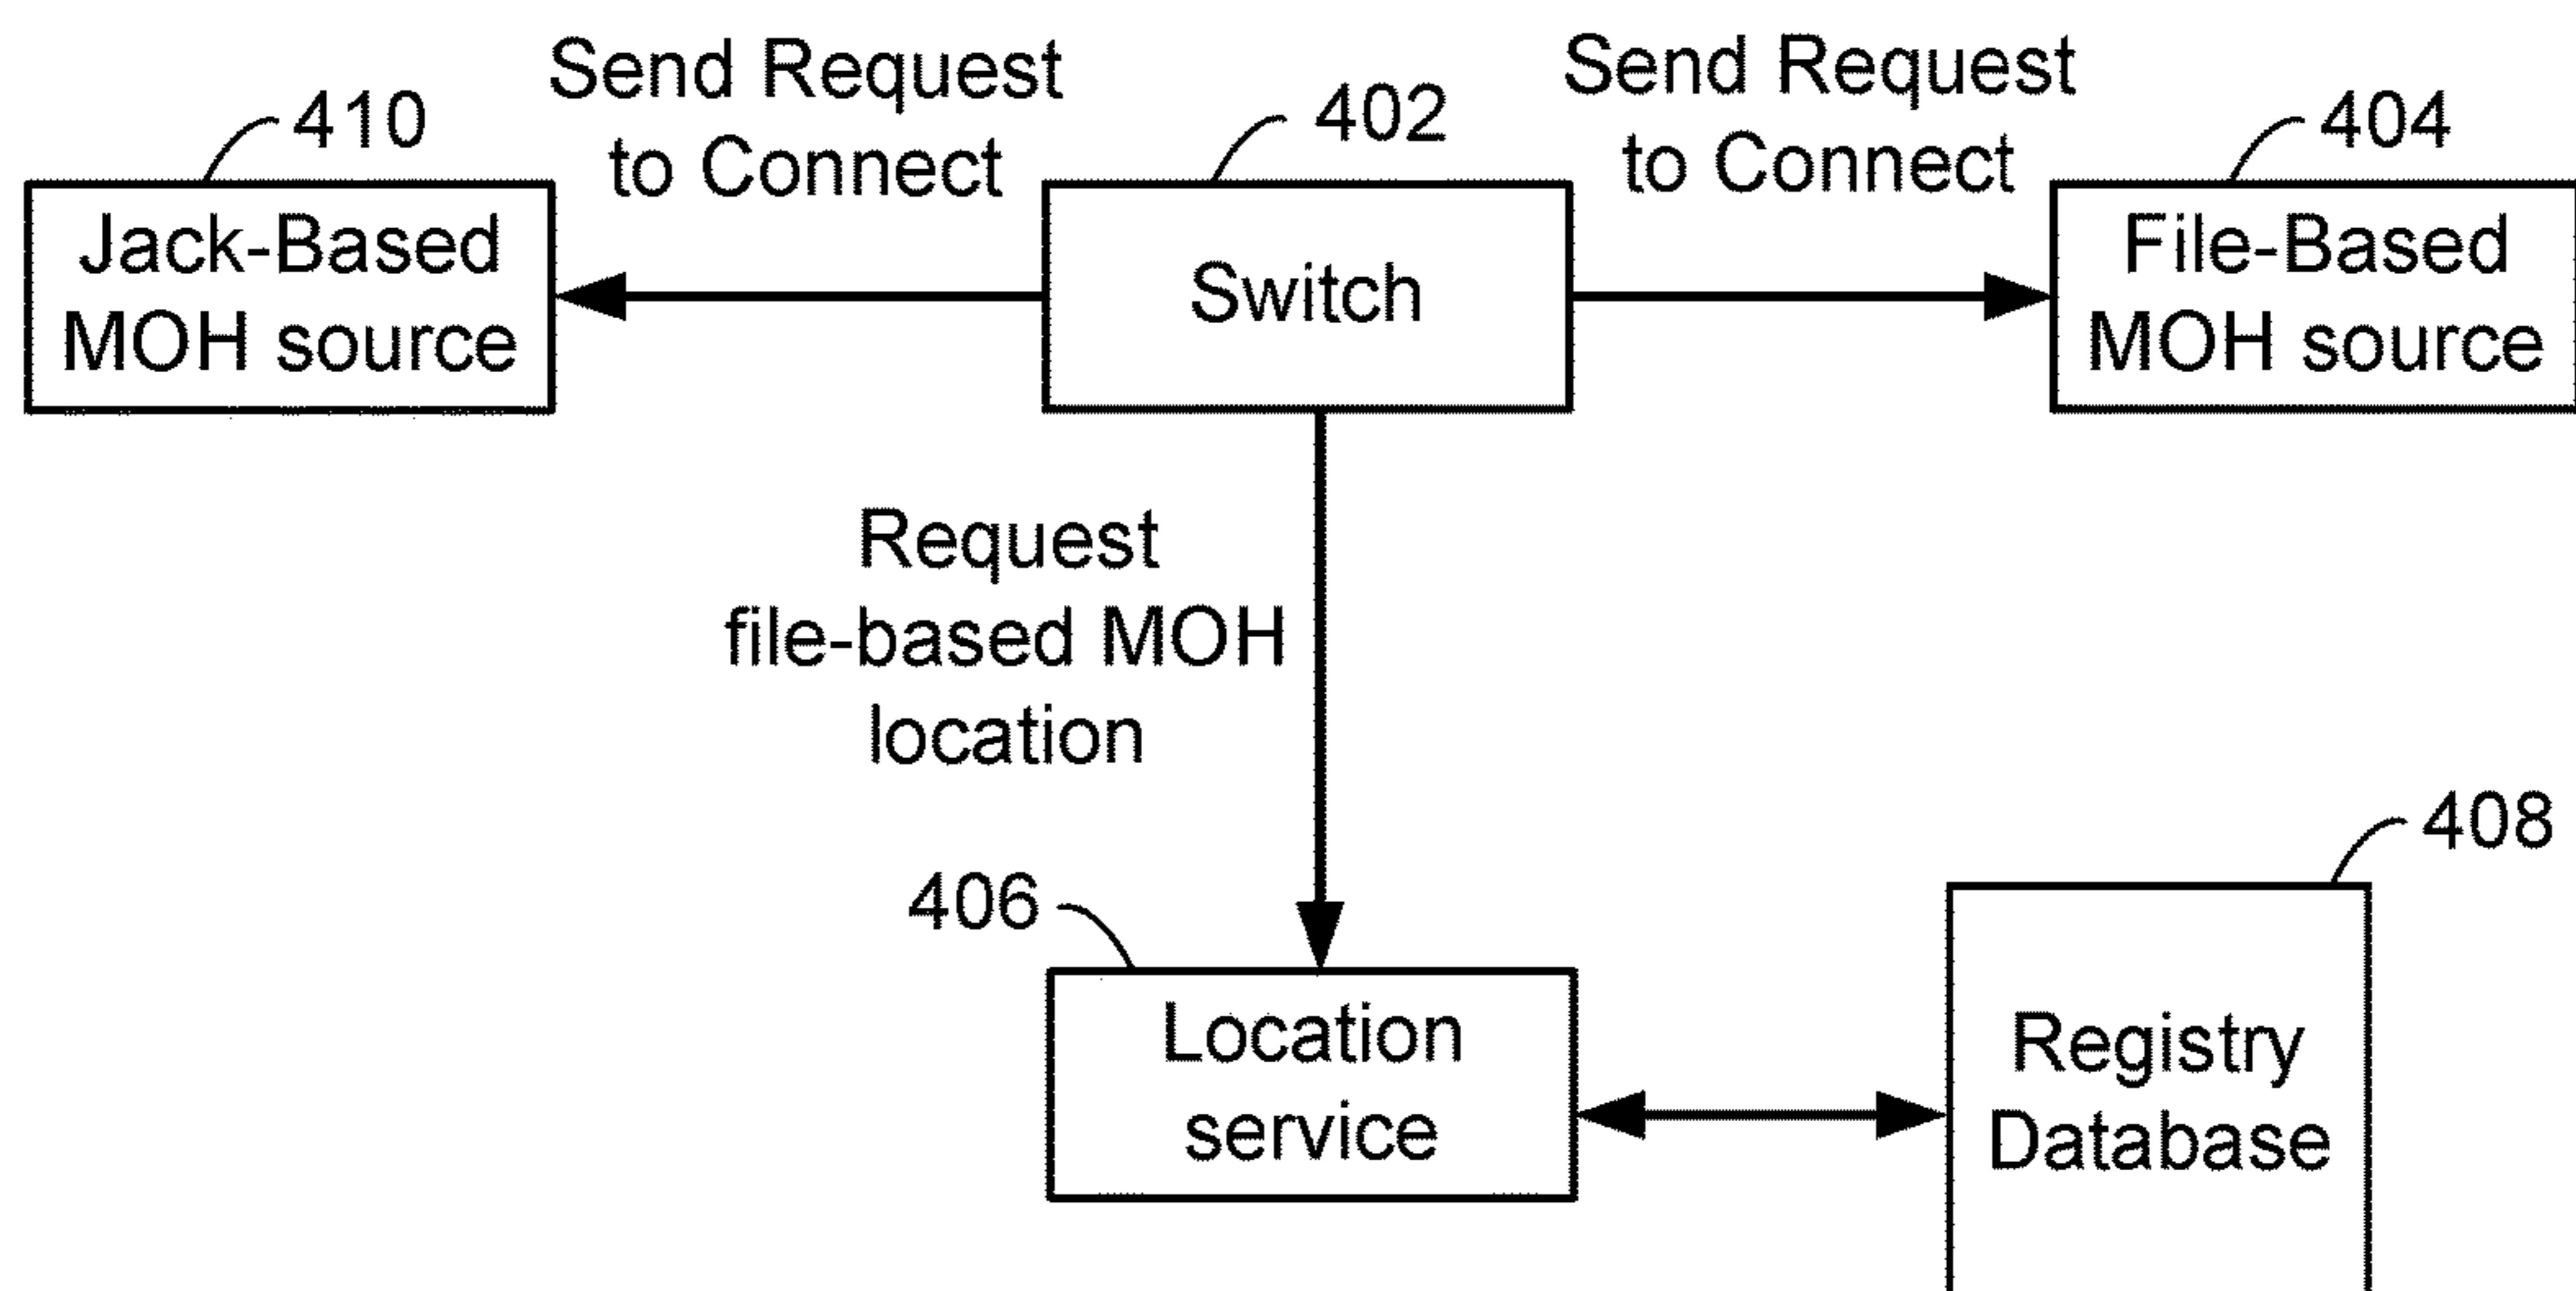 410
Send Request
to Connect
402
Send Request
to Connect
404
Jack-Based
MOH source
Switch
File-Based
MOH source
Request
file-based MOH
location
406
Location
service
408
Registry
Database